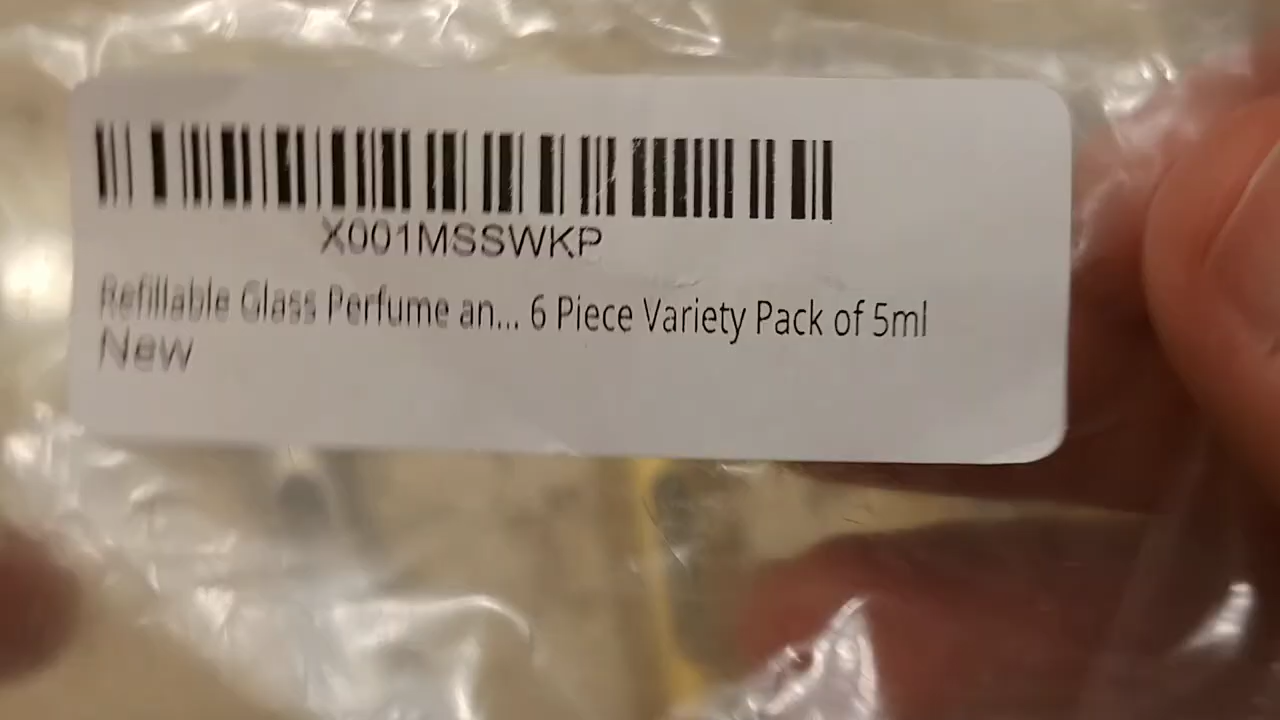 X001MSSWKP
Refillable Glass Perfume an... 6 Piece Variety Pack of 5ml
New